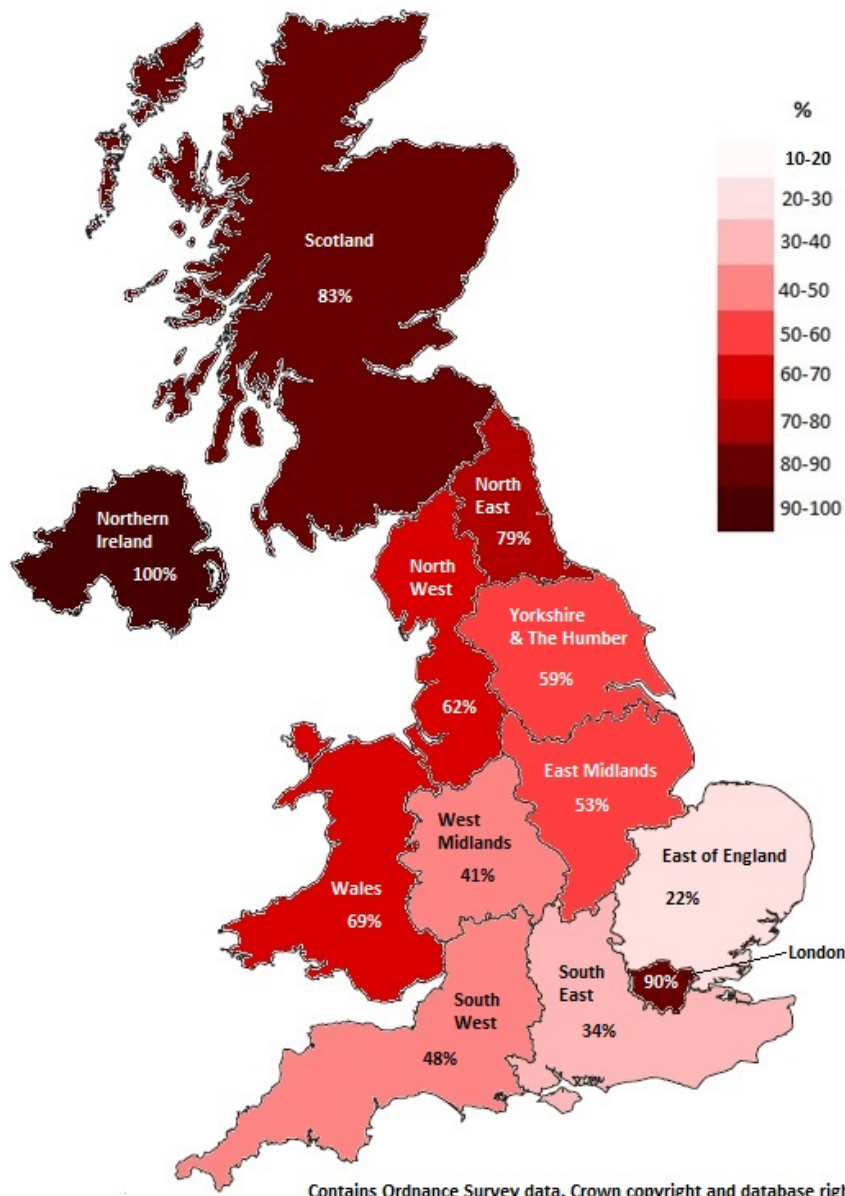 %
10-20
20-30
30-40
40-50
50-60
60-70
70-80
80-90
90-100
Scotland
83%
Northern
Ireland
100%
North
East
79%
North
West
62%
Yorkshire
& The Humber
59%
East Midlands
53%
West
Midlands
41%
Wales
69%
East of England
22%
London
90%
South
East
34%
South
West
48%
Contains Ordnance Survey data. Crown copyright and database righ